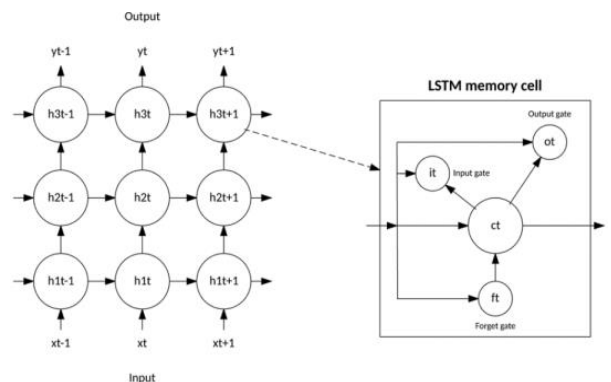 Output
yt-1 yt yt+1
h3t-1 h3t h3t+1
h2t-1 h2t h2t+1
h1t-1 h1t h1t+1
xt-1 xt xt+1
Input
LSTM memory cell
Output gate
ot
it Input gate
ct
ft
Forget gate